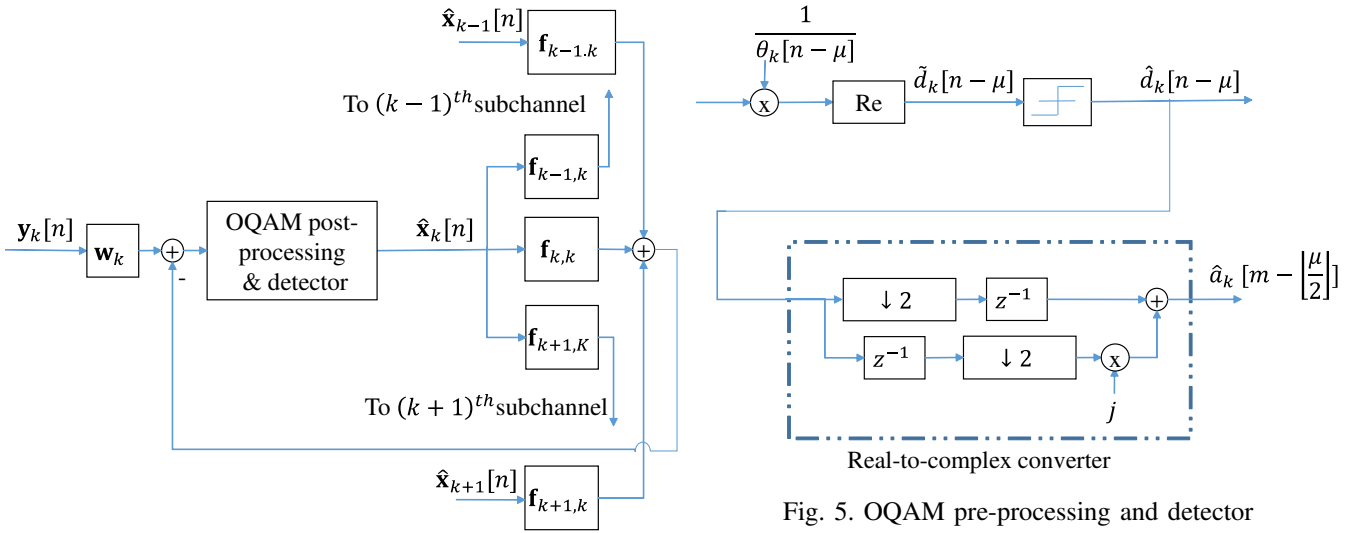 x̂ₖ₋₁[n]
f_{k-1.k}
To (k − 1)^{th} subchannel
f_{k-1,k}
y_k[n]
w_k
+
-
OQAM post-
processing
& detector
x̂_k[n]
f_{k,k}
+
f_{k+1,K}
To (k + 1)^{th} subchannel
x̂_{k+1}[n]
f_{k+1,k}
1
θ_k[n − μ]
x
Re
d̃_k[n − μ]
d̂_k[n − μ]
↓ 2
z^{-1}
+
â_k [m − ⌊μ/2⌋]
z^{-1}
↓ 2
x
j
Real-to-complex converter
Fig. 5. OQAM pre-processing and detector